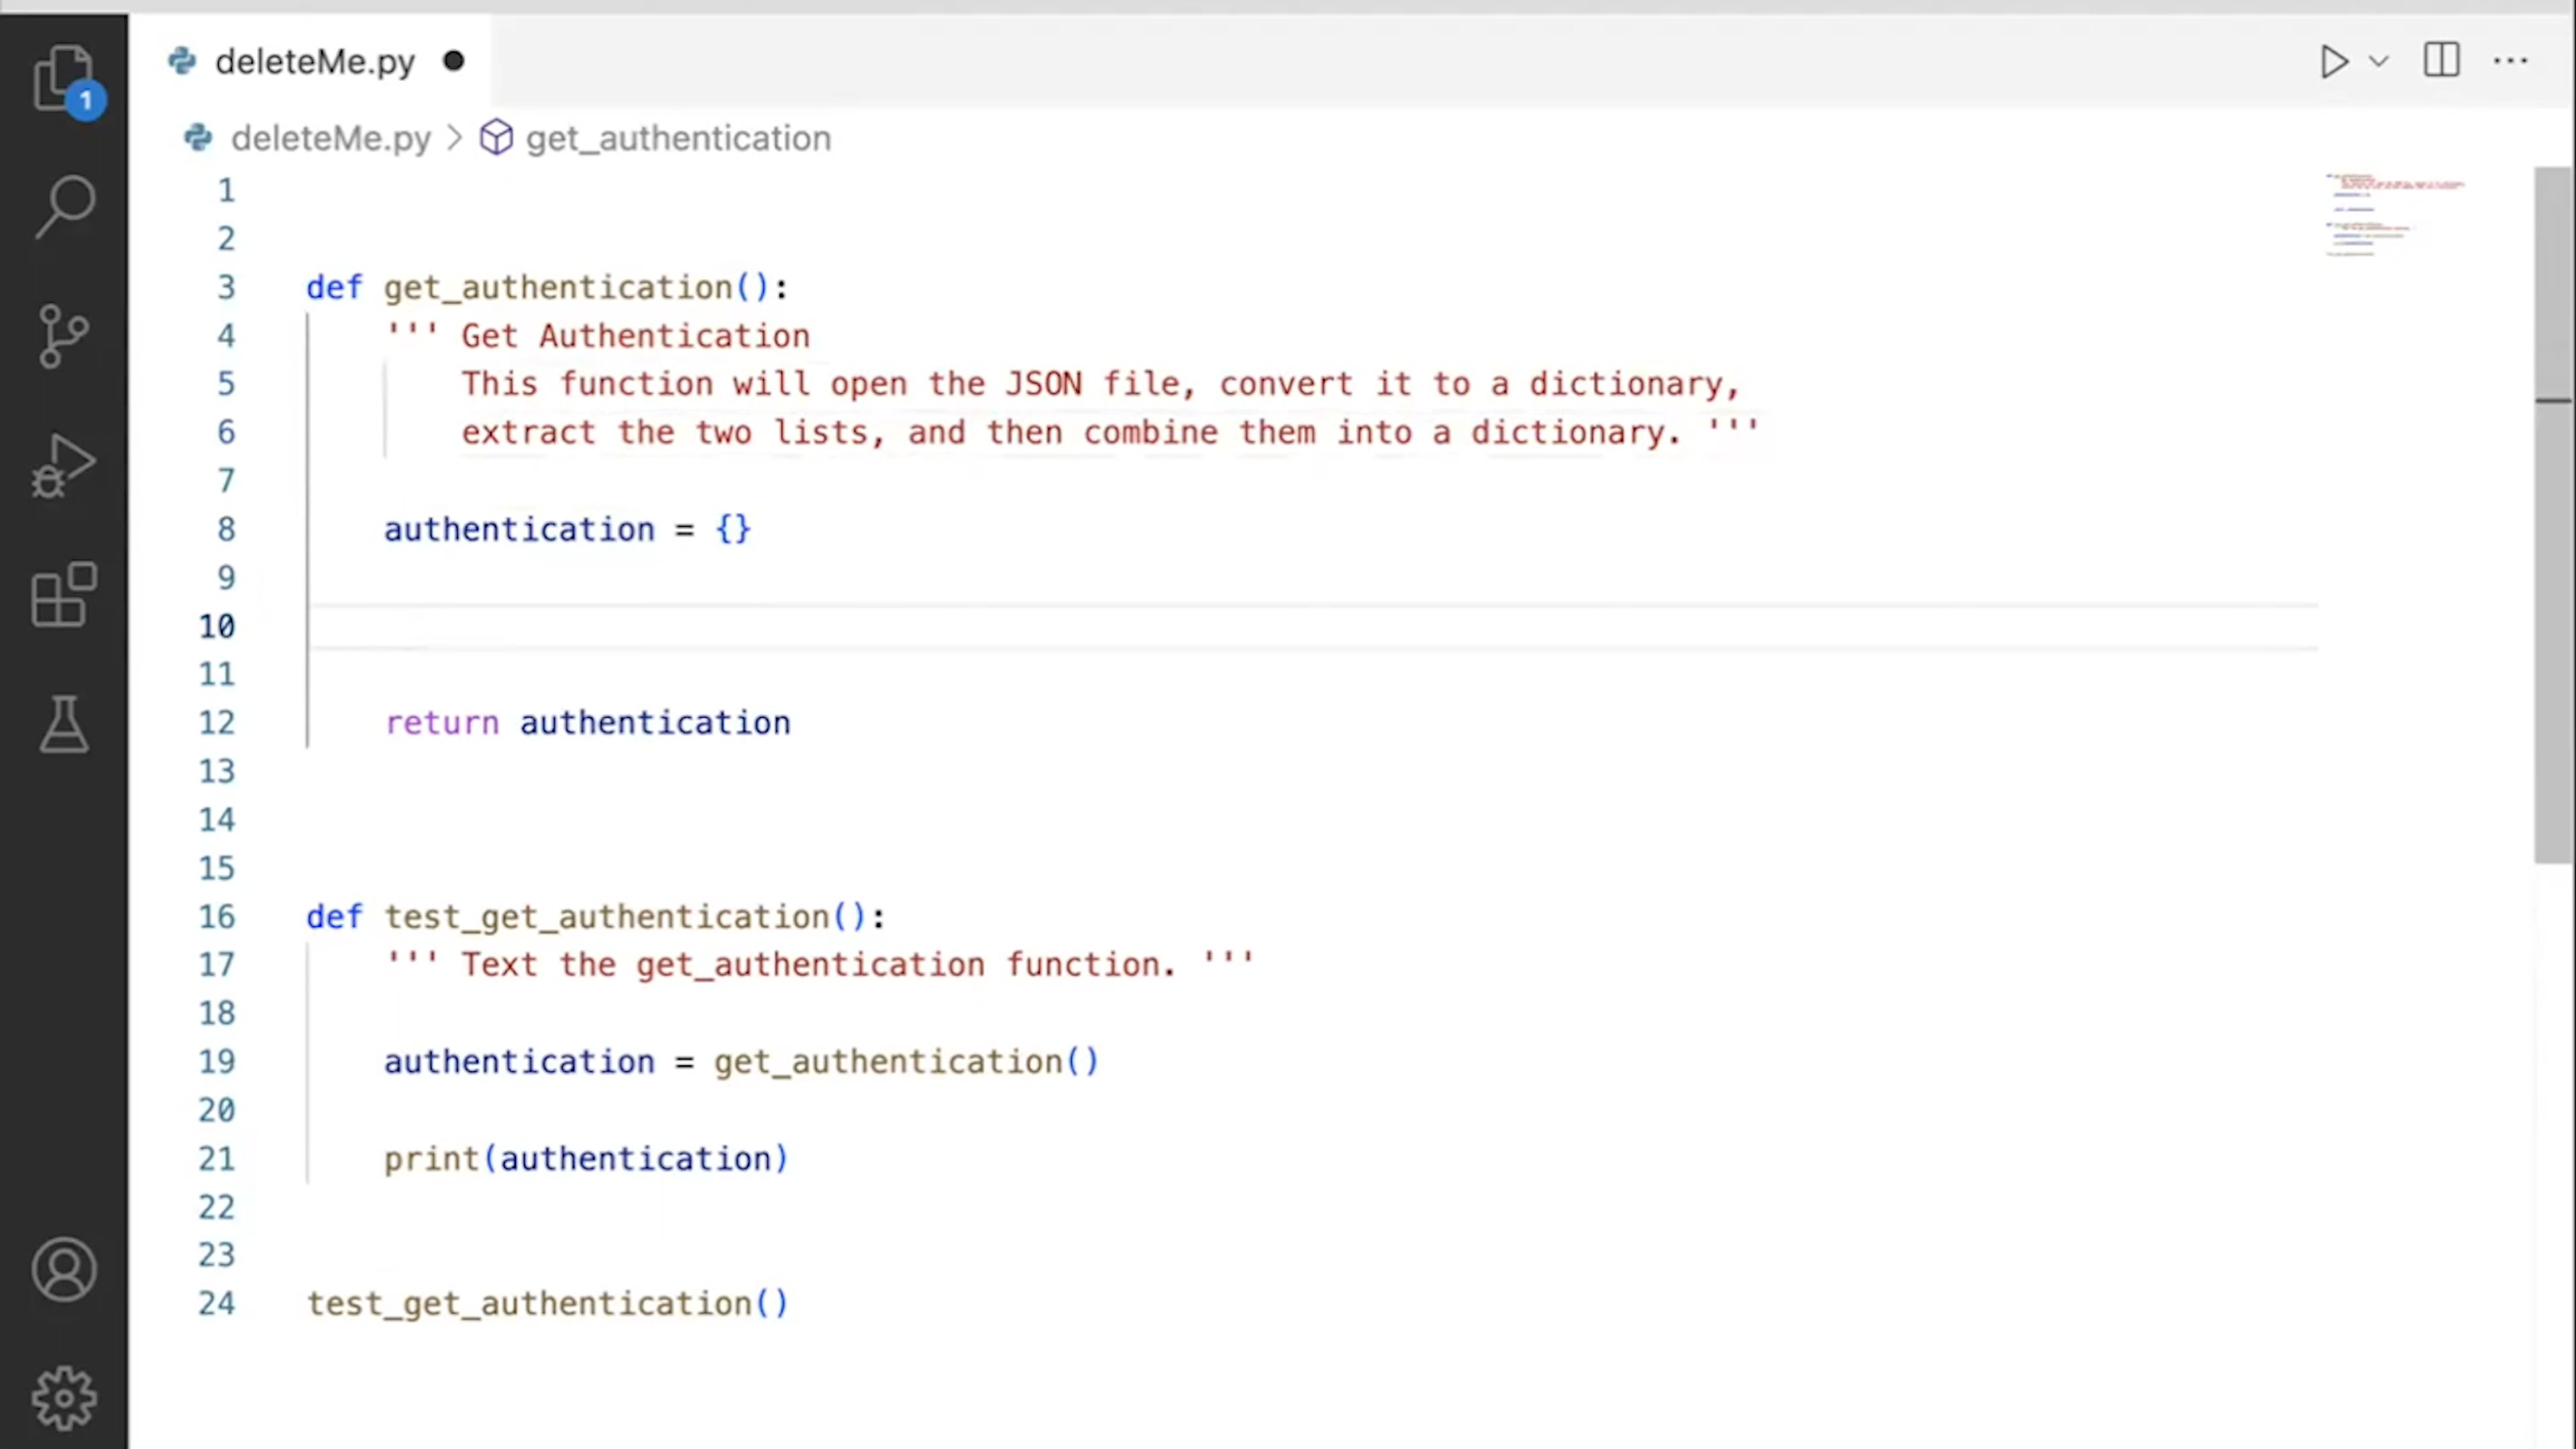 deleteMe.py
1
deleteMe.py > get_authentication
1
2
3 def get_authentication():
4 ''' Get Authentication
5 This function will open the JSON file, convert it to a dictionary,
6 extract the two lists, and then combine them into a dictionary. '''
7
8 authentication = {}
9
10
11
12 return authentication
13
14
15
16 def test_get_authentication():
17 ''' Text the get_authentication function. '''
18
19 authentication = get_authentication()
20
21 print(authentication)
22
23
24 test_get_authentication()